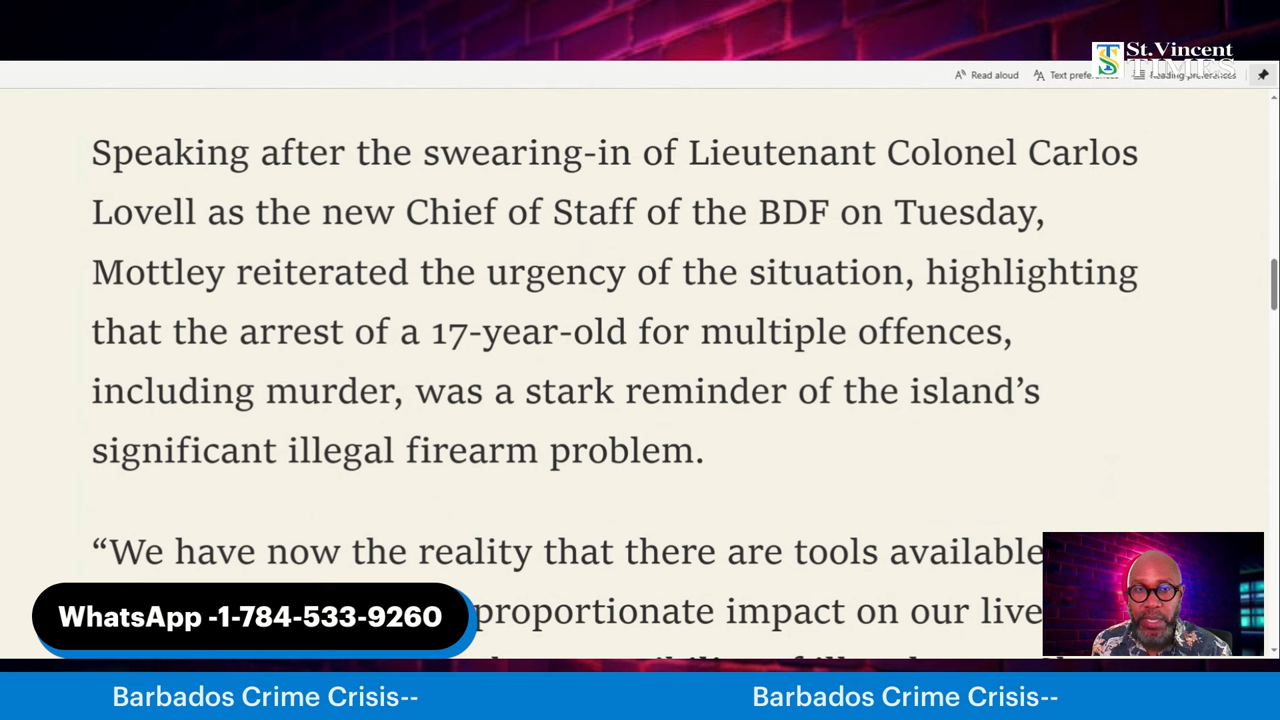 St.Vincent
TIMES
Read aloud
Text prefe
Reading preferences
Speaking after the swearing-in of Lieutenant Colonel Carlos
Lovell as the new Chief of Staff of the BDF on Tuesday,
Mottley reiterated the urgency of the situation, highlighting
that the arrest of a 17-year-old for multiple offences,
including murder, was a stark reminder of the island’s
significant illegal firearm problem.
“We have now the reality that there are tools available
proportionate impact on our live
WhatsApp -1-784-533-9260
Barbados Crime Crisis-- Barbados Crime Crisis--